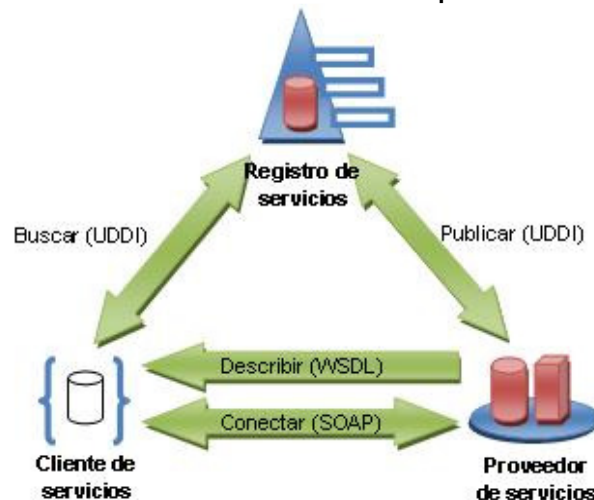 Registro de
servicios
Buscar (UDDI)
Publicar (UDDI)
Describir (WSDL)
Conectar (SOAP)
Cliente de
servicios
Proveedor
de servicios